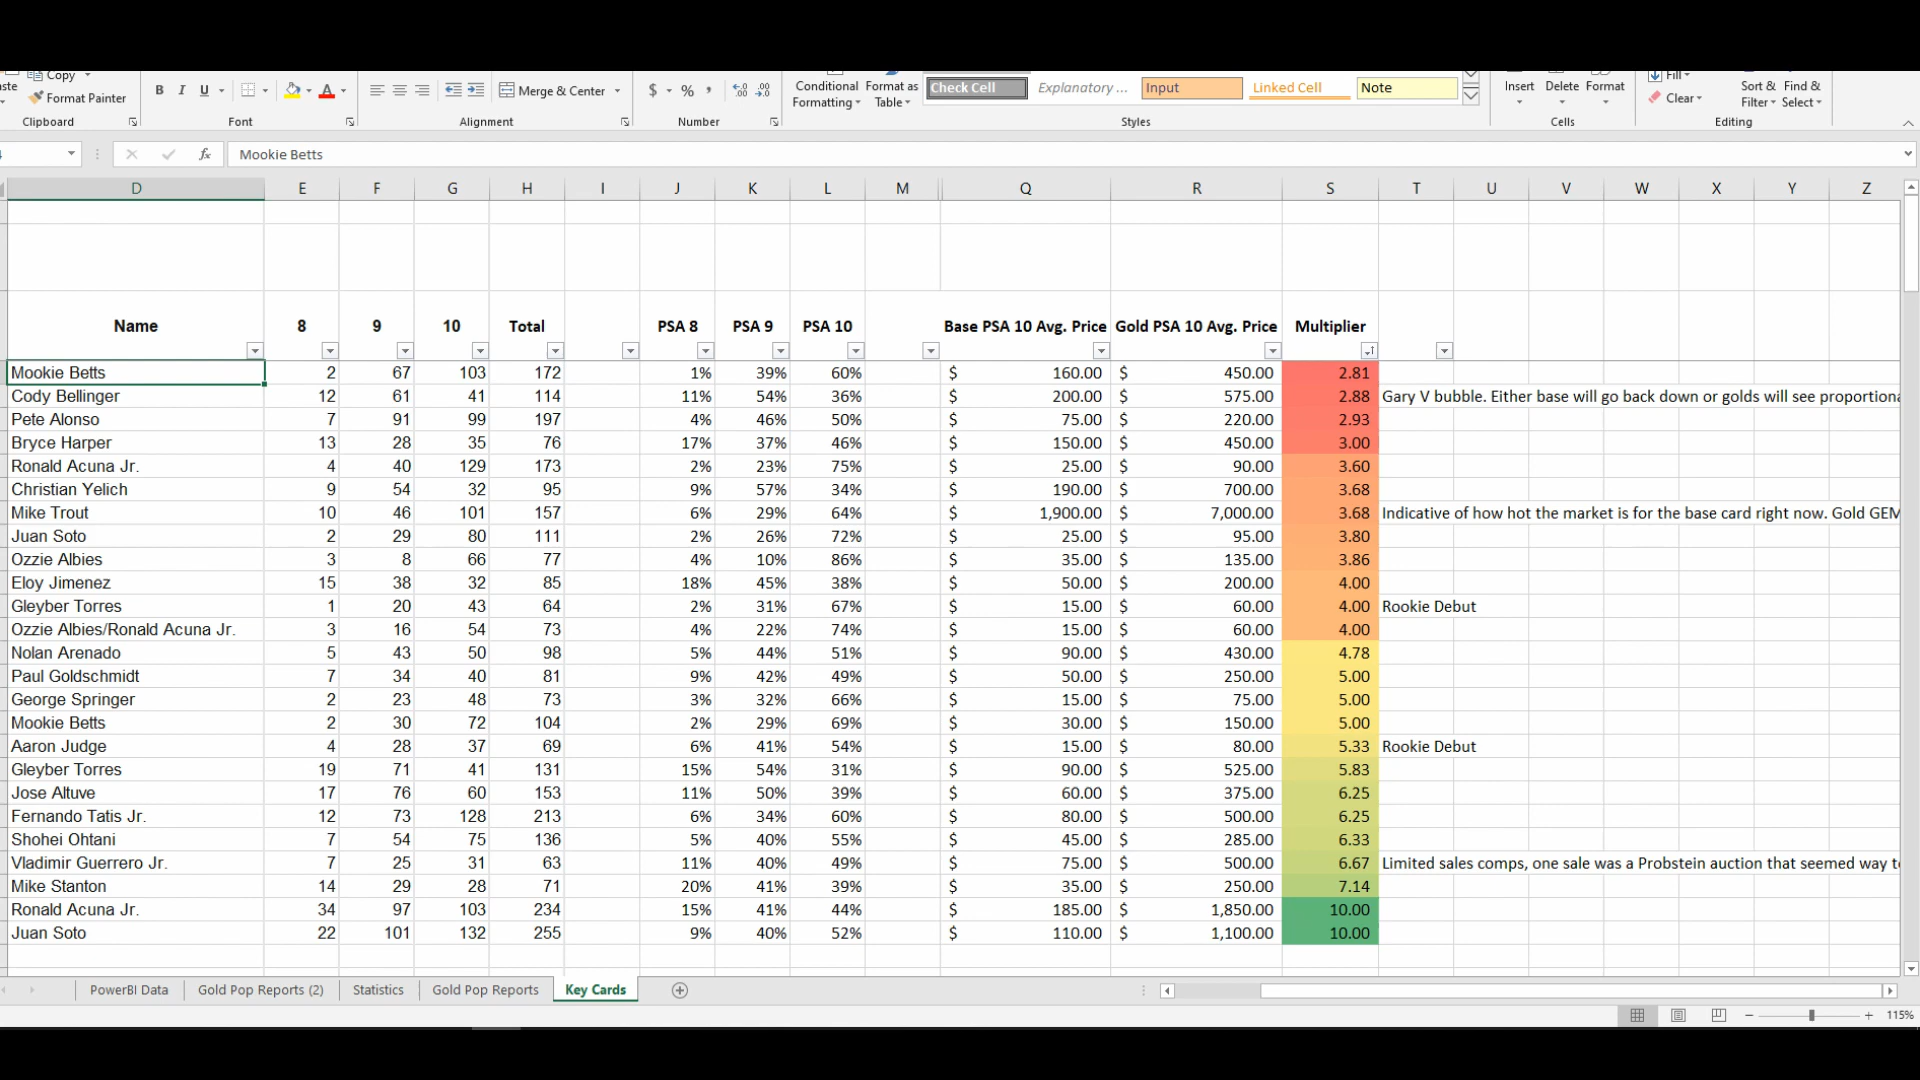 Copy
Format Painter
Clipboard
B I U
A
Font
Merge & Center
Alignment
$ % ,
Number
Conditional Formatting
Format as Table
Check Cell
Explanatory ...
Input
Linked Cell
Note
Styles
Insert
Delete
Format
Cells
Fill
Clear
Sort & Filter
Find & Select
Editing
fx Mookie Betts
D E F G H I J K L M Q R S T U V W X Y Z
Name 8 9 10 Total PSA 8 PSA 9 PSA 10 Base PSA 10 Avg. Price Gold PSA 10 Avg. Price Multiplier
Mookie Betts 2 67 103 172 1% 39% 60% $ 160.00 $ 450.00 2.81
Cody Bellinger 12 61 41 114 11% 54% 36% $ 200.00 $ 575.00 2.88 Gary V bubble. Either base will go back down or golds will see proportiona
Pete Alonso 7 91 99 197 4% 46% 50% $ 75.00 $ 220.00 2.93
Bryce Harper 13 28 35 76 17% 37% 46% $ 150.00 $ 450.00 3.00
Ronald Acuna Jr. 4 40 129 173 2% 23% 75% $ 25.00 $ 90.00 3.60
Christian Yelich 9 54 32 95 9% 57% 34% $ 190.00 $ 700.00 3.68
Mike Trout 10 46 101 157 6% 29% 64% $ 1,900.00 $ 7,000.00 3.68 Indicative of how hot the market is for the base card right now. Gold GEM
Juan Soto 2 29 80 111 2% 26% 72% $ 25.00 $ 95.00 3.80
Ozzie Albies 3 8 66 77 4% 10% 86% $ 35.00 $ 135.00 3.86
Eloy Jimenez 15 38 32 85 18% 45% 38% $ 50.00 $ 200.00 4.00
Gleyber Torres 1 20 43 64 2% 31% 67% $ 15.00 $ 60.00 4.00 Rookie Debut
Ozzie Albies/Ronald Acuna Jr. 3 16 54 73 4% 22% 74% $ 15.00 $ 60.00 4.00
Nolan Arenado 5 43 50 98 5% 44% 51% $ 90.00 $ 430.00 4.78
Paul Goldschmidt 7 34 40 81 9% 42% 49% $ 50.00 $ 250.00 5.00
George Springer 2 23 48 73 3% 32% 66% $ 15.00 $ 75.00 5.00
Mookie Betts 2 30 72 104 2% 29% 69% $ 30.00 $ 150.00 5.00
Aaron Judge 4 28 37 69 6% 41% 54% $ 15.00 $ 80.00 5.33 Rookie Debut
Gleyber Torres 19 71 41 131 15% 54% 31% $ 90.00 $ 525.00 5.83
Jose Altuve 17 76 60 153 11% 50% 39% $ 60.00 $ 375.00 6.25
Fernando Tatis Jr. 12 73 128 213 6% 34% 60% $ 80.00 $ 500.00 6.25
Shohei Ohtani 7 54 75 136 5% 40% 55% $ 45.00 $ 285.00 6.33
Vladimir Guerrero Jr. 7 25 31 63 11% 40% 49% $ 75.00 $ 500.00 6.67 Limited sales comps, one sale was a Probstein auction that seemed way t
Mike Stanton 14 29 28 71 20% 41% 39% $ 35.00 $ 250.00 7.14
Ronald Acuna Jr. 34 97 103 234 15% 41% 44% $ 185.00 $ 1,850.00 10.00
Juan Soto 22 101 132 255 9% 40% 52% $ 110.00 $ 1,100.00 10.00
PowerBI Data Gold Pop Reports (2) Statistics Gold Pop Reports Key Cards
115%